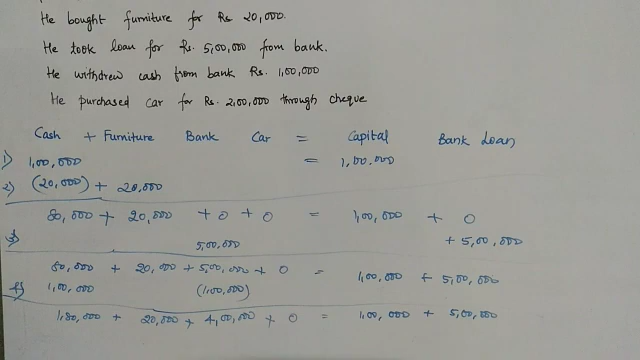 He bought furniture for Rs. 20,000.
He took loan for Rs. 5,00,000 from bank.
He withdrew cash from bank Rs. 1,00,000
He purchased car for Rs. 2,00,000 through cheque
Cash + Furniture Bank Car = Capital Bank Loan
1) 1,00,000 = 1,00,000
2) (20,000) + 20,000
80,000 + 20,000 + 0 + 0 = 1,00,000 + 0
3) 5,00,000 + 5,00,000
80,000 + 20,000 + 5,00,000 + 0 = 1,00,000 + 5,00,000
4) 1,00,000 (1,00,000)
1,80,000 + 20,000 + 4,00,000 + 0 = 1,00,000 + 5,00,000